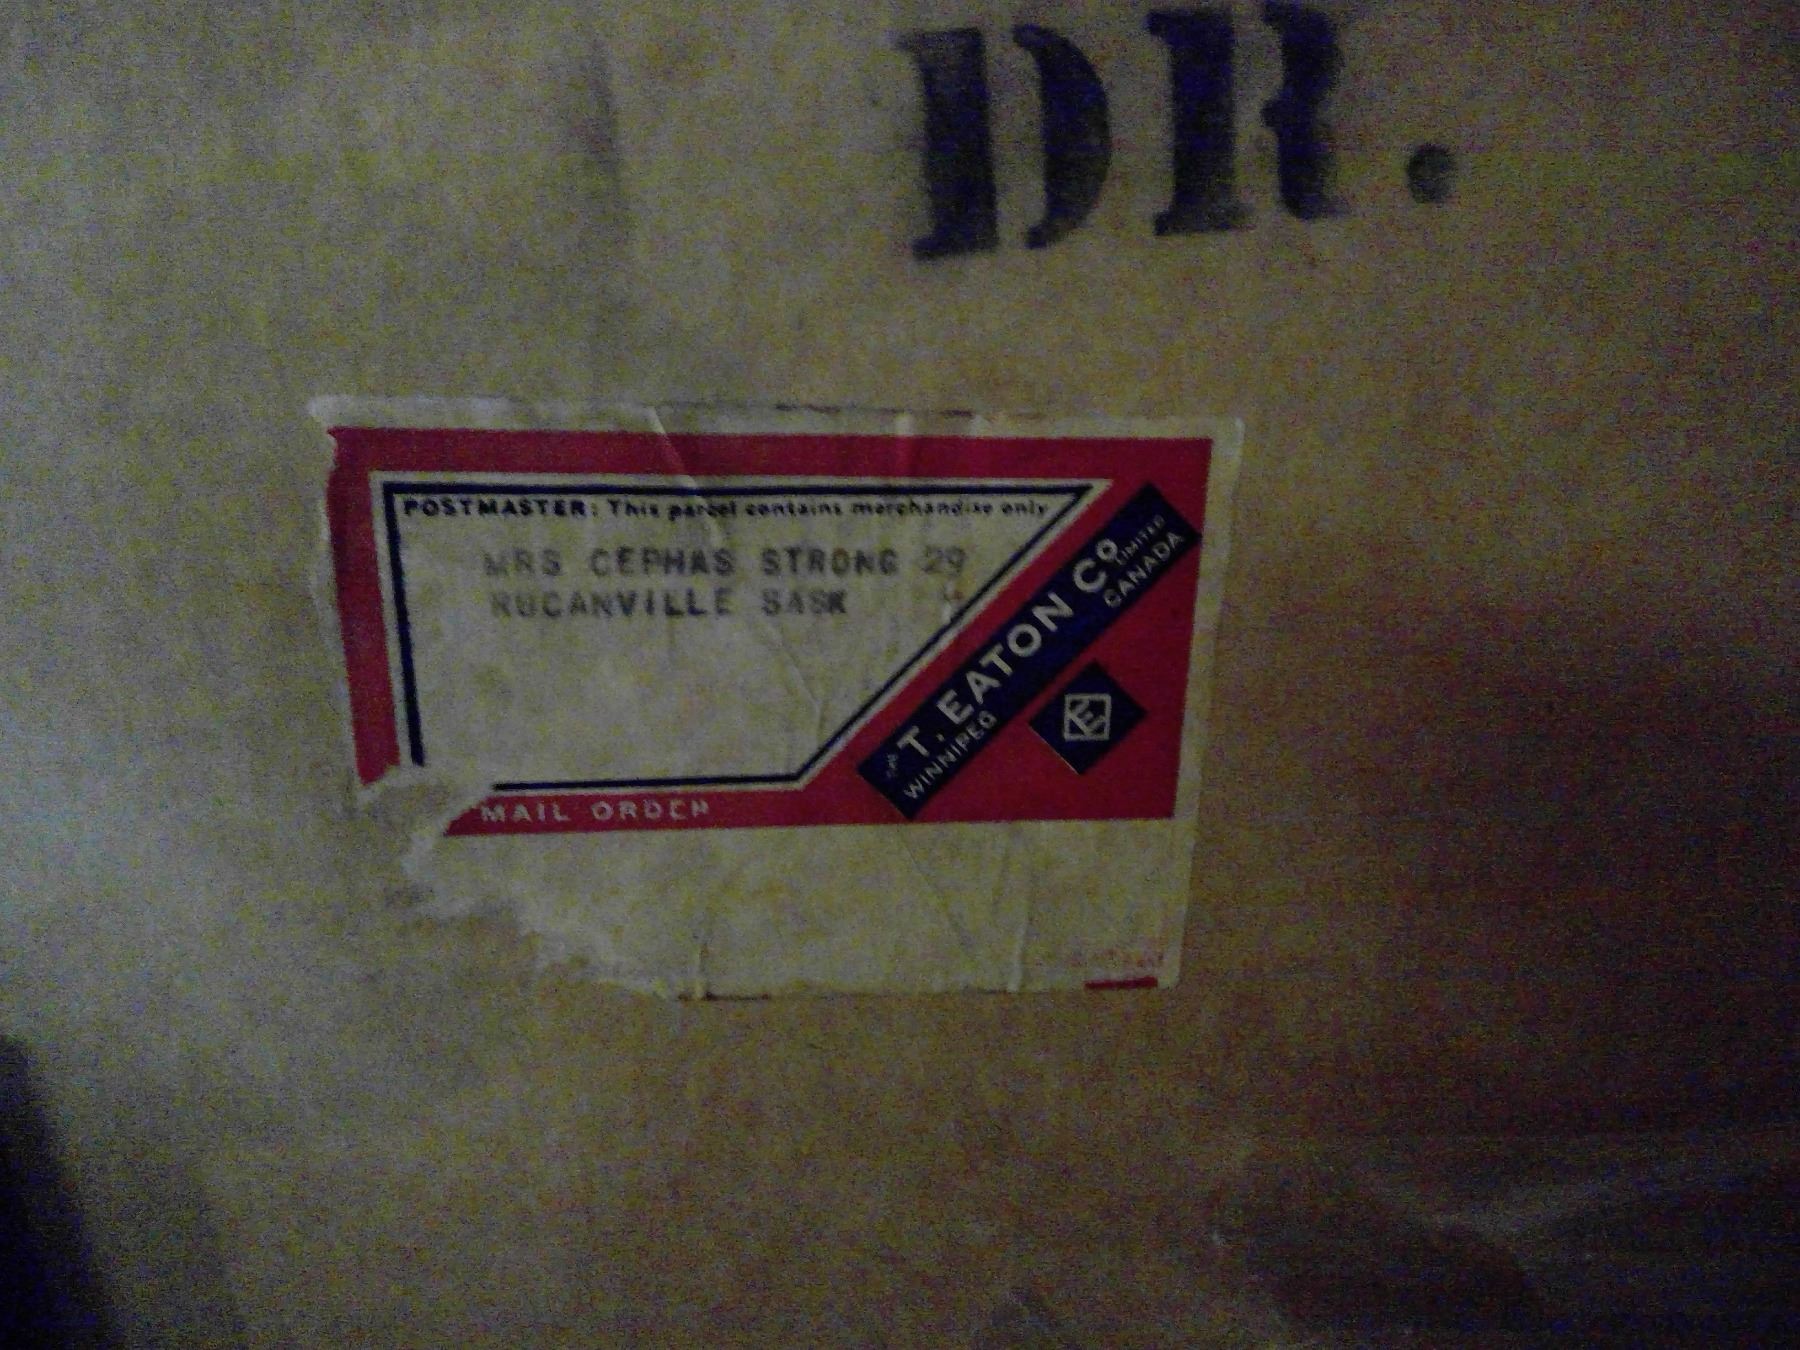 DR.
POSTMASTER: This parcel contains merchandise only
MRS CEPHAS STRONG 29
ROCANVILLE SASK
THE T. EATON CO LIMITED
WINNIPEG CANADA
E
MAIL ORDER